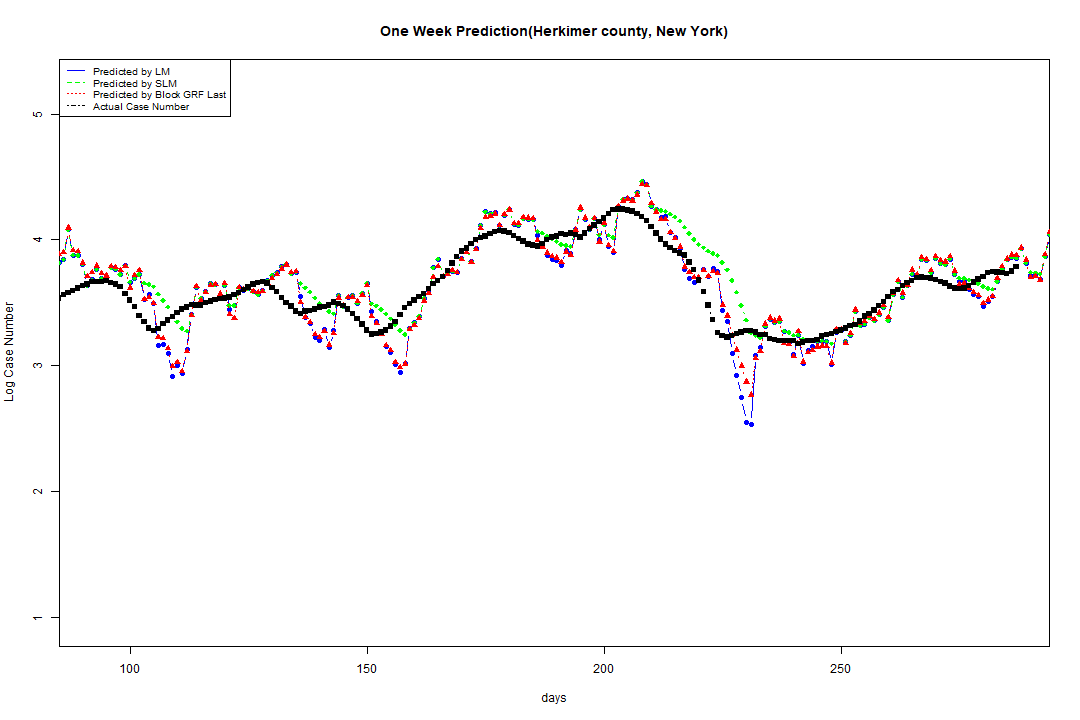 One Week Prediction(Herkimer county, New York)
Predicted by LM
Predicted by SLM
Predicted by Block GRF Last
Actual Case Number
5
4
3
2
1
Log Case Number
100 150 200 250
days